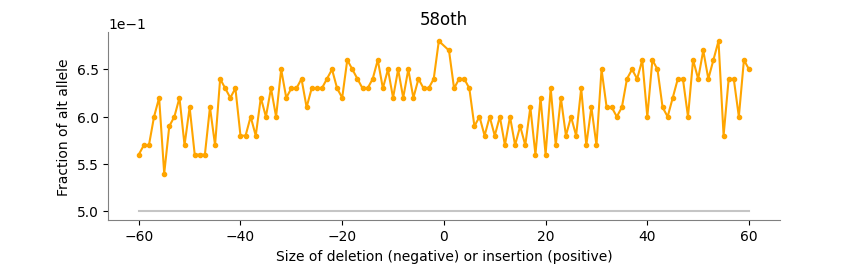 58oth
1e−1
6.5
6.0
5.5
5.0
Fraction of alt allele
−60 −40 −20 0 20 40 60
Size of deletion (negative) or insertion (positive)